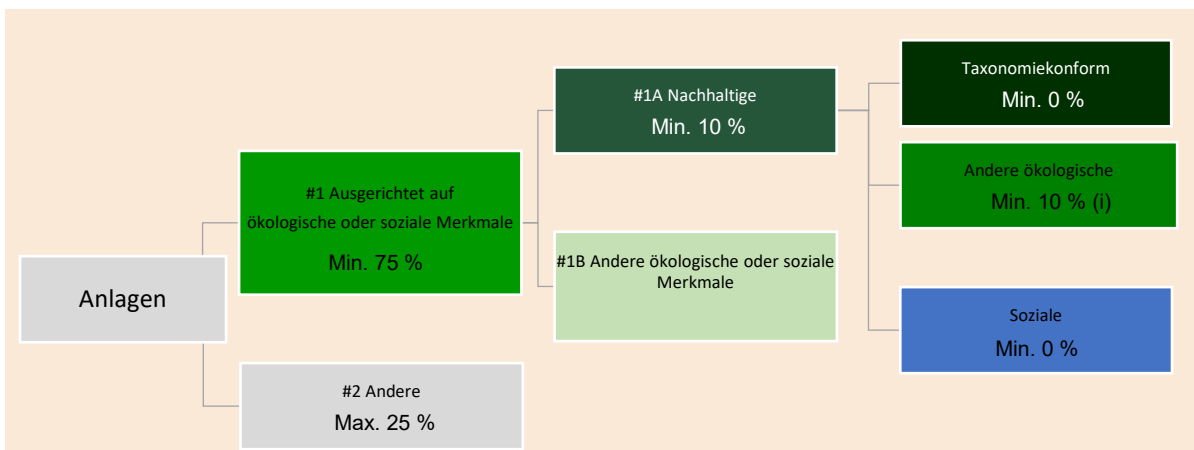 Anlagen
#1 Ausgerichtet auf
ökologische oder soziale Merkmale
Min. 75 %
#2 Andere
Max. 25 %
#1A Nachhaltige
Min. 10 %
#1B Andere ökologische oder soziale
Merkmale
Taxonomiekonform
Min. 0 %
Andere ökologische
Min. 10 % (i)
Soziale
Min. 0 %